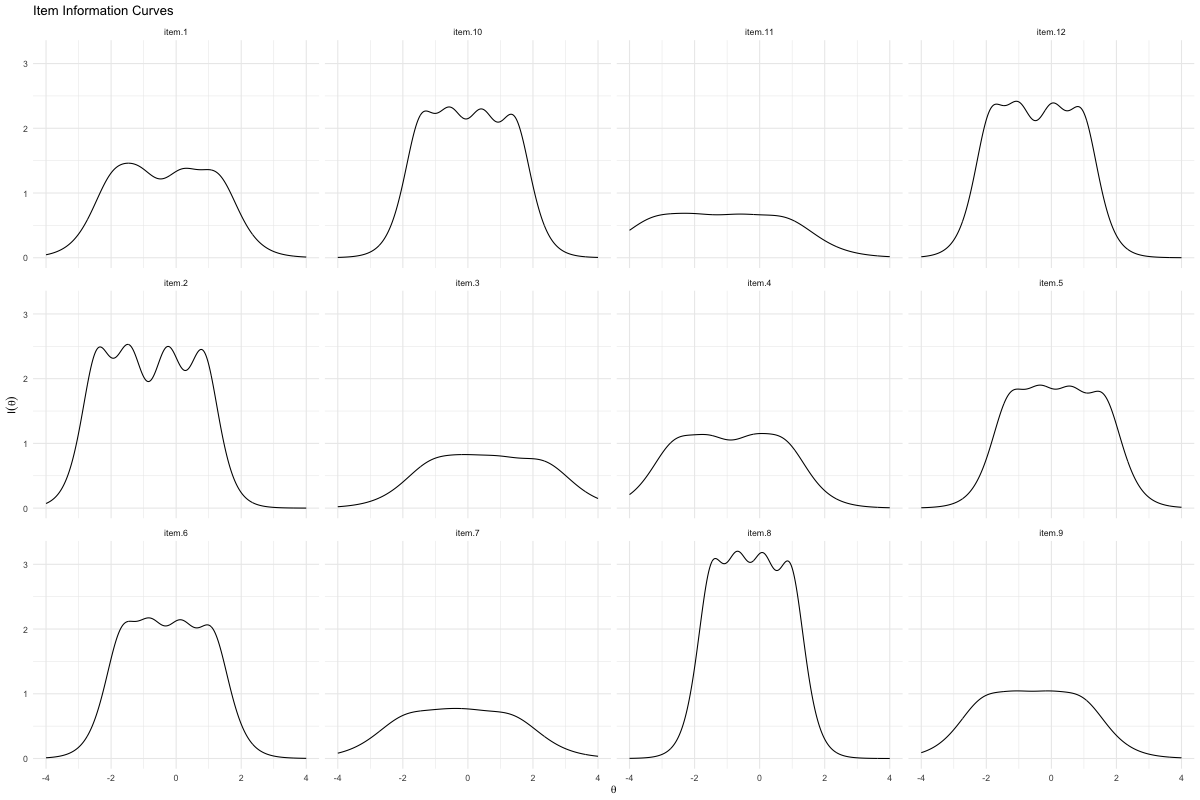 Item Information Curves
item.1 item.10 item.11 item.12
3
2
1
0
item.2 item.3 item.4 item.5
3
2
1
0
I(θ)
item.6 item.7 item.8 item.9
3
2
1
0
-4 -2 0 2 4 -4 -2 0 2 4 -4 -2 0 2 4 -4 -2 0 2 4
θ